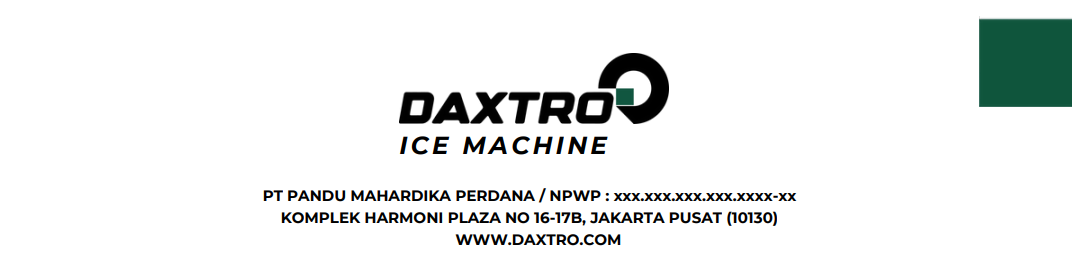 DAXTRO
ICE MACHINE
PT PANDU MAHARDIKA PERDANA / NPWP : xxx.xxx.xxx.xxx.xxxx-xx
KOMPLEK HARMONI PLAZA NO 16-17B, JAKARTA PUSAT (10130)
WWW.DAXTRO.COM